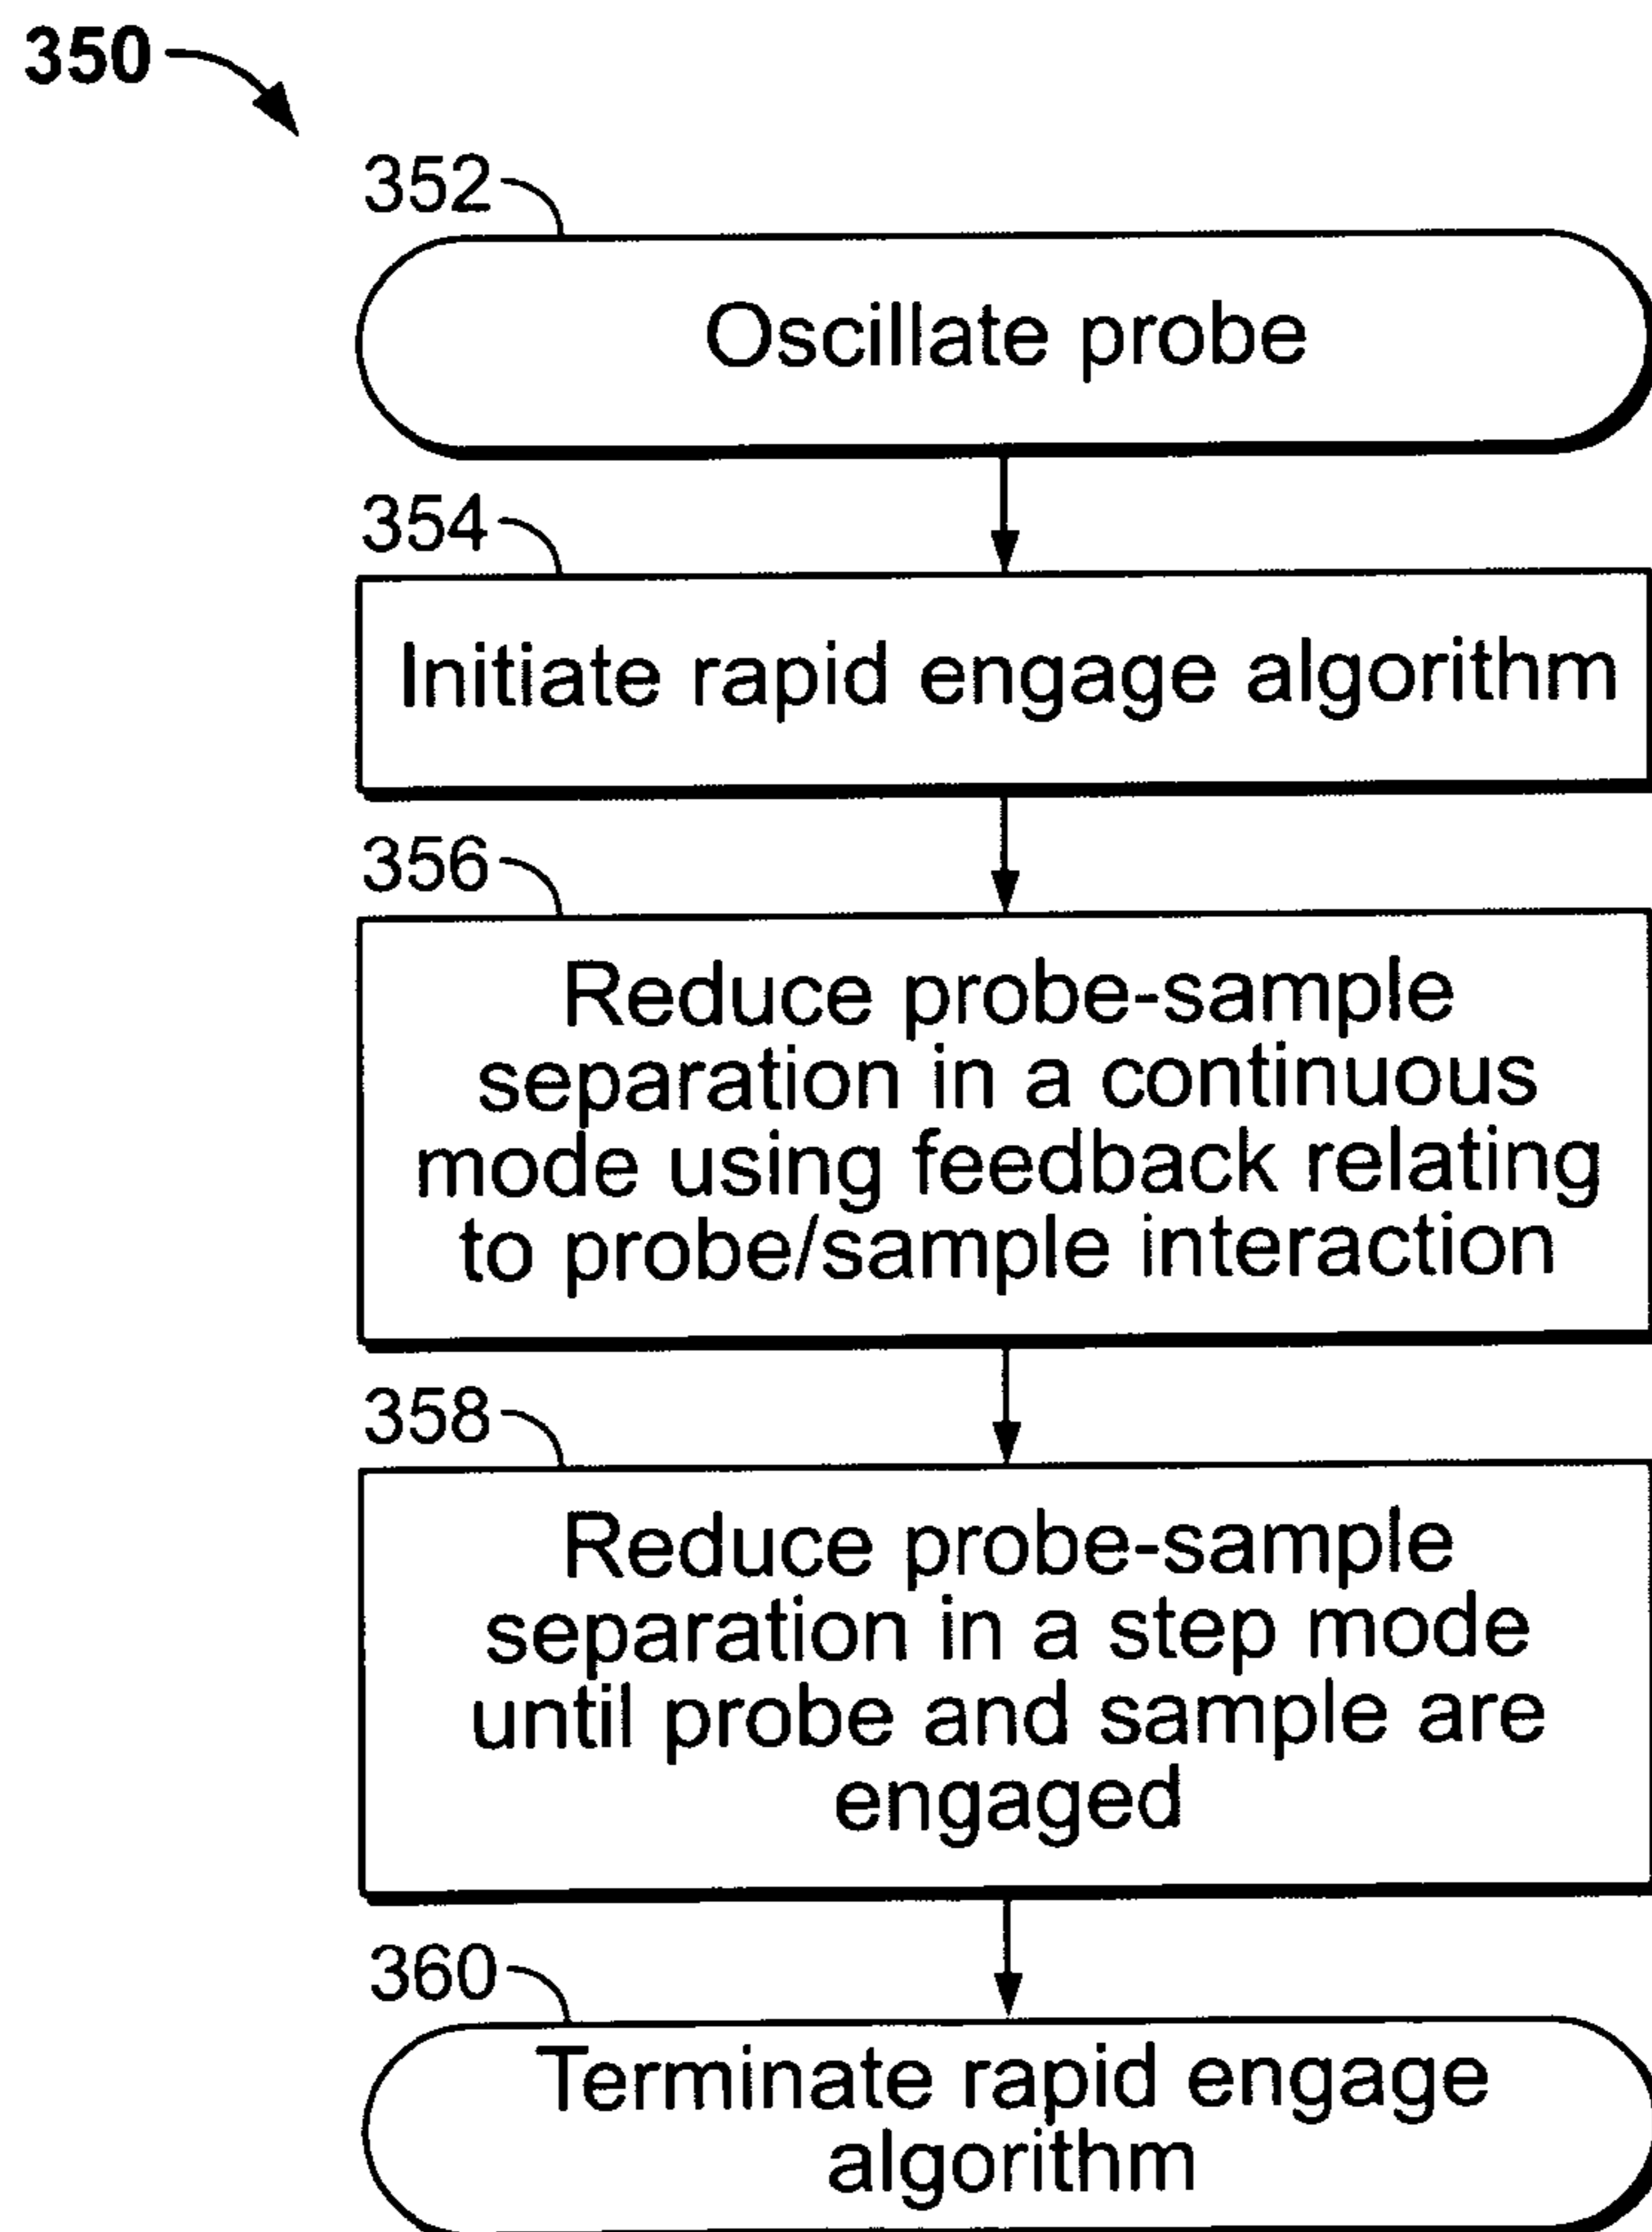 350
352
Oscillate probe
354
Initiate rapid engage algorithm
356
Reduce probe-sample
separation in a continuous
mode using feedback relating
to probe/sample interaction
358
Reduce probe-sample
separation in a step mode
until probe and sample are
engaged
360
Terminate rapid engage
algorithm